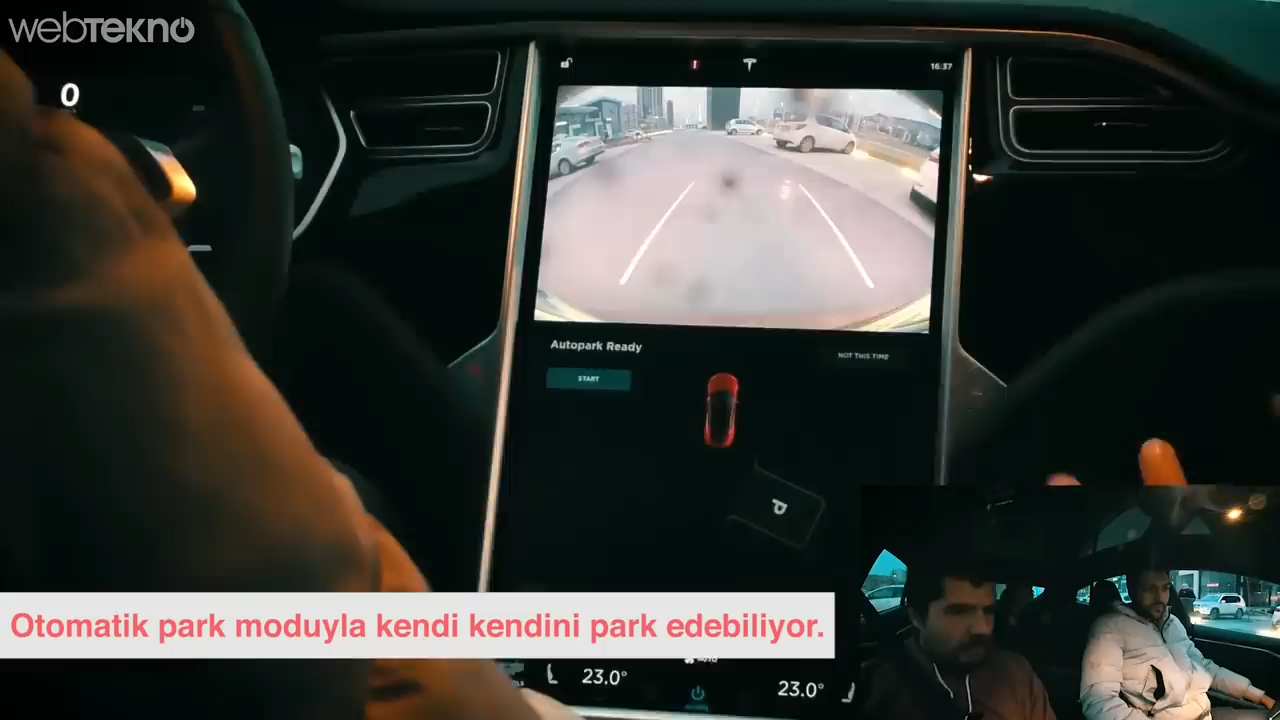 webTEKNO
0
16:37
Autopark Ready
NOT THIS TIME
START
P
Otomatik park moduyla kendi kendini park edebiliyor.
AUTO
23.0°
23.0°